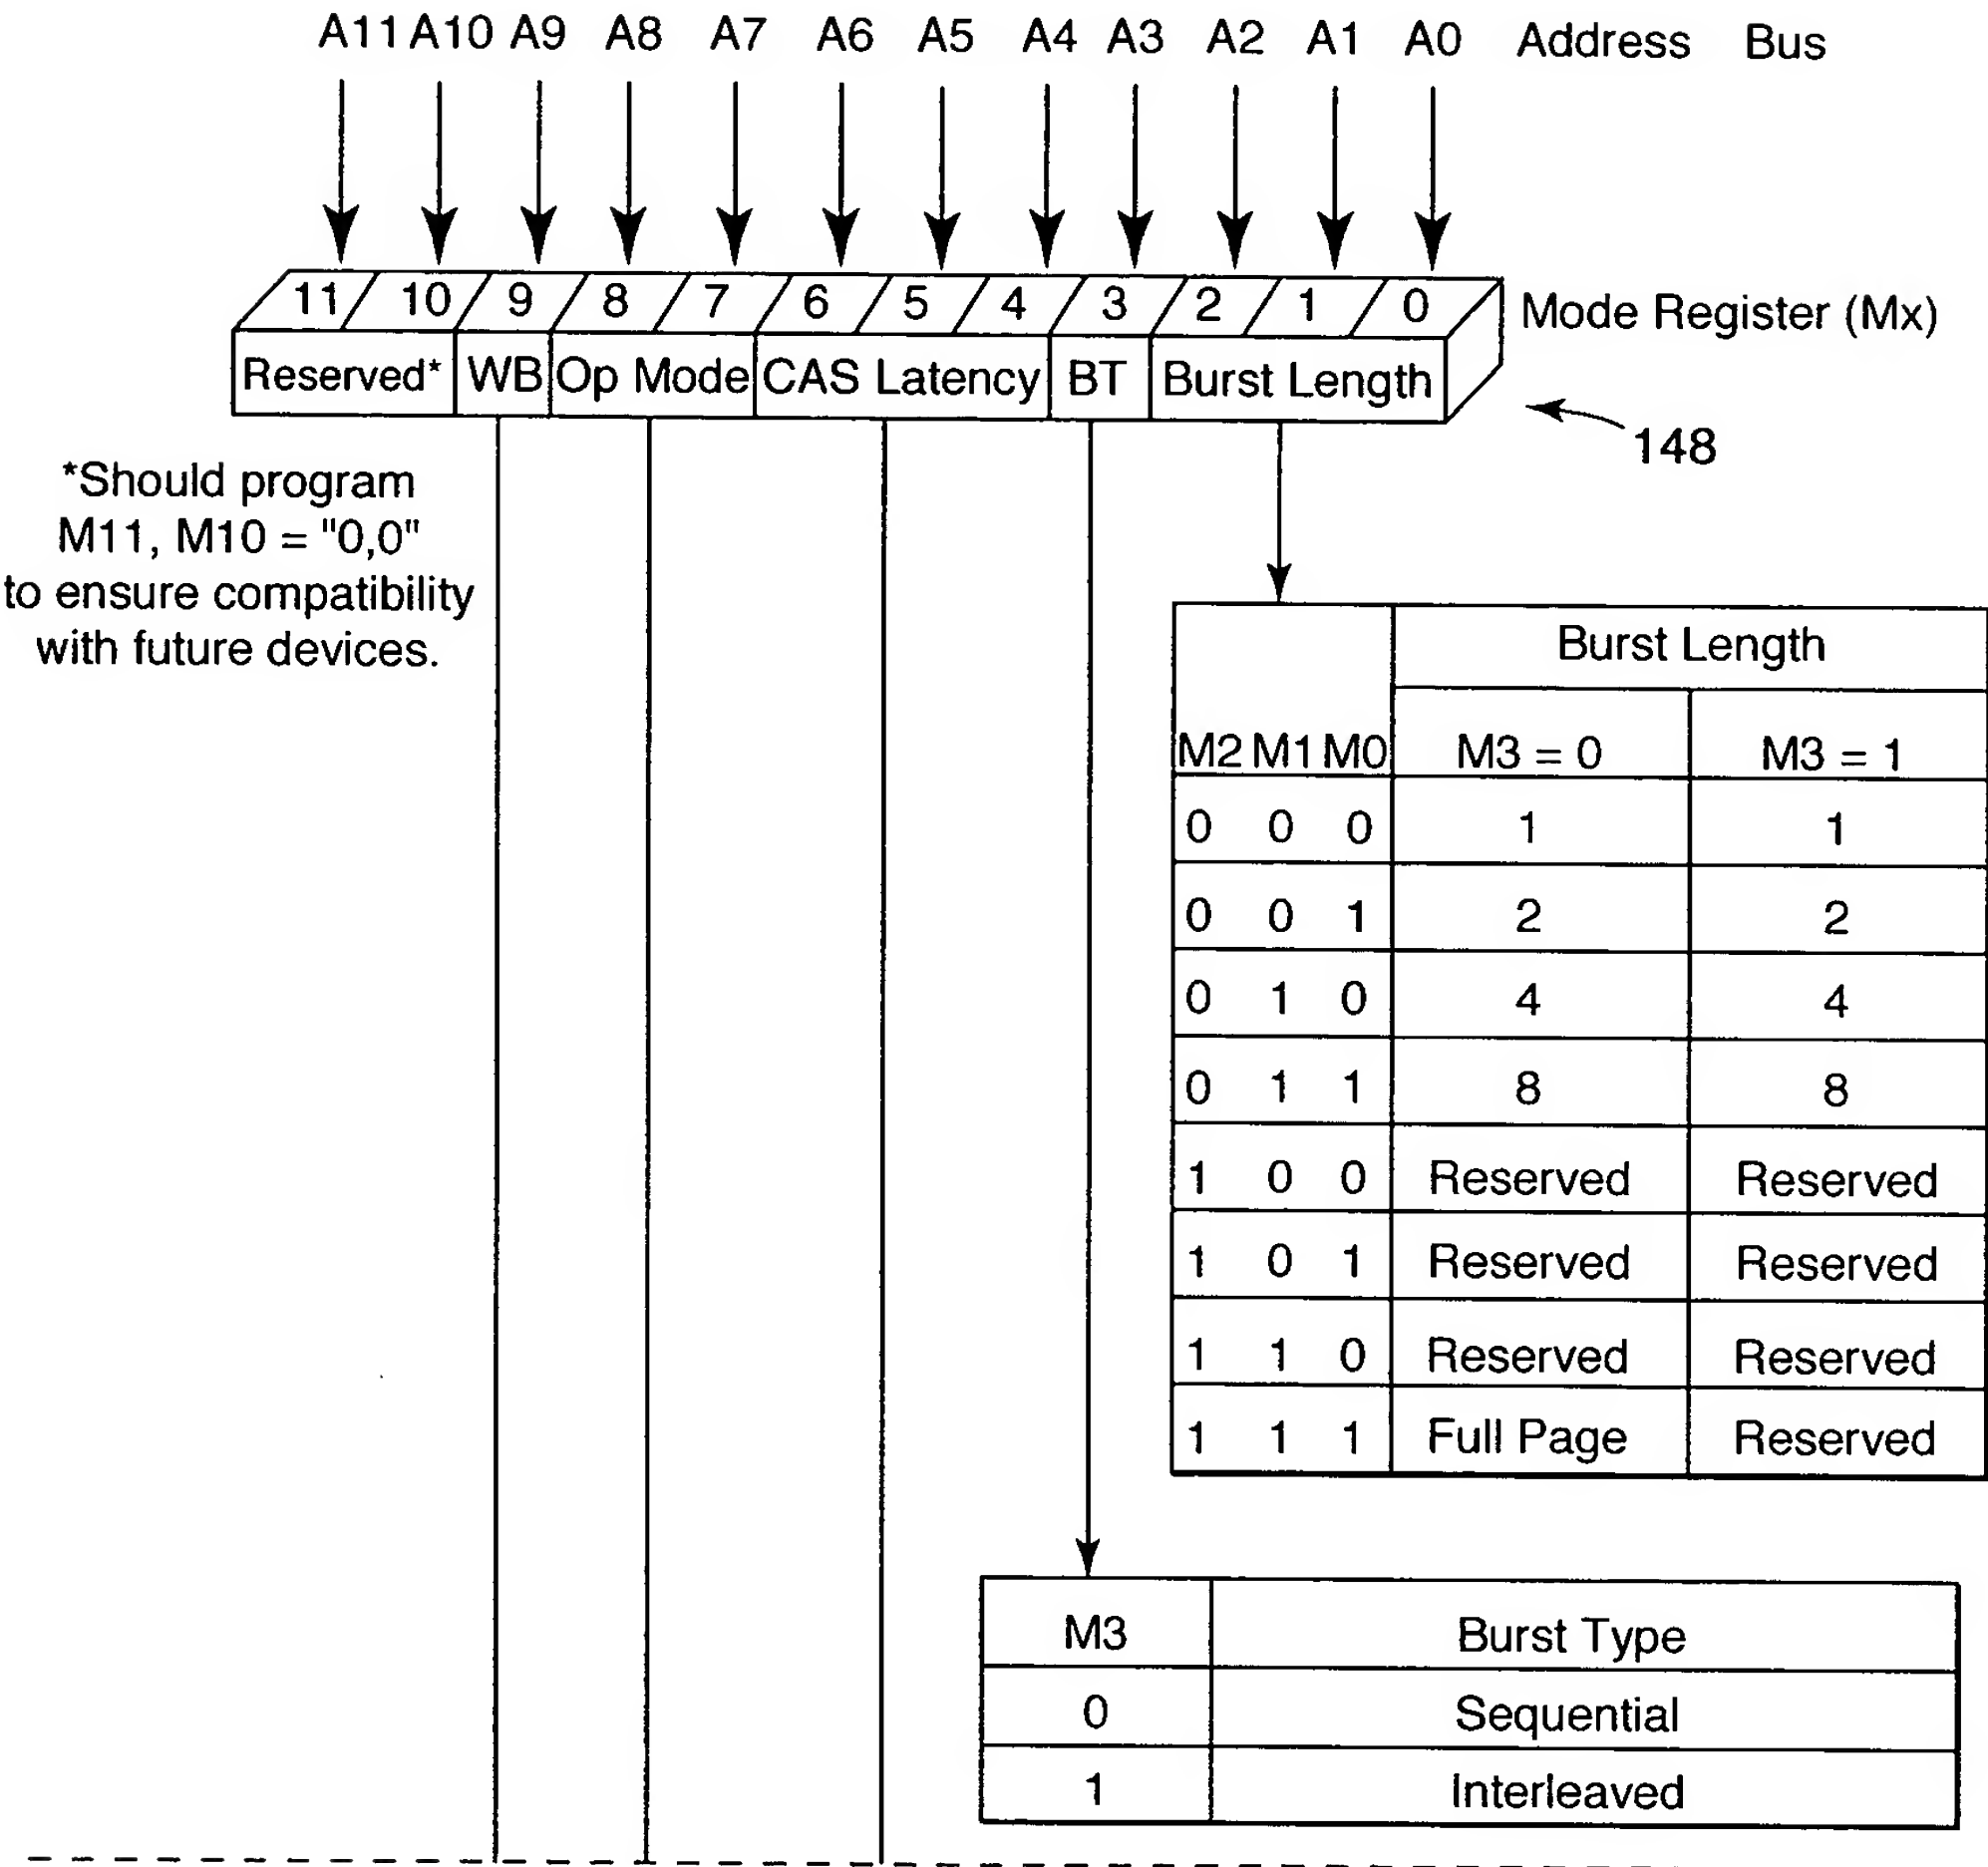 A11 A10 A9 A8 A7 A6 A5 A4 A3 A2 A1 A0 Address Bus
11 10 9 8 7 6 5 4 3 2 1 0 Mode Register (Mx)
Reserved* WB Op Mode CAS Latency BT Burst Length
148
*Should program
M11, M10 = "0,0"
to ensure compatibility
with future devices.
Burst Length
M2 M1 M0 M3 = 0 M3 = 1
0 0 0 1 1
0 0 1 2 2
0 1 0 4 4
0 1 1 8 8
1 0 0 Reserved Reserved
1 0 1 Reserved Reserved
1 1 0 Reserved Reserved
1 1 1 Full Page Reserved
M3 Burst Type
0 Sequential
1 Interleaved